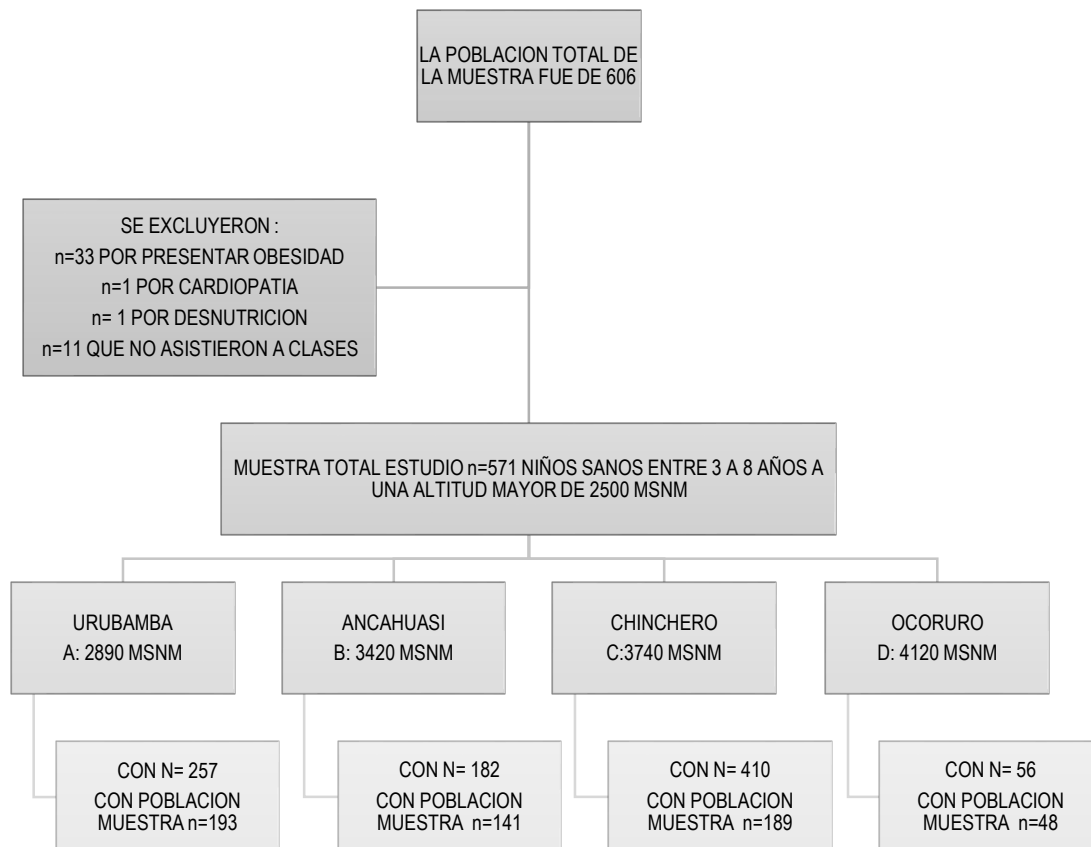 LA POBLACION TOTAL DE
LA MUESTRA FUE DE 606
SE EXCLUYERON :
n=33 POR PRESENTAR OBESIDAD
n=1 POR CARDIOPATIA
n= 1 POR DESNUTRICION
n=11 QUE NO ASISTIERON A CLASES
MUESTRA TOTAL ESTUDIO n=571 NIÑOS SANOS ENTRE 3 A 8 AÑOS A
UNA ALTITUD MAYOR DE 2500 MSNM
URUBAMBA
A: 2890 MSNM
CON N= 257
CON POBLACION
MUESTRA n=193
ANCAHUASI
B: 3420 MSNM
CON N= 182
CON POBLACION
MUESTRA n=141
CHINCHERO
C:3740 MSNM
CON N= 410
CON POBLACION
MUESTRA n=189
OCORURO
D: 4120 MSNM
CON N= 56
CON POBLACION
MUESTRA n=48